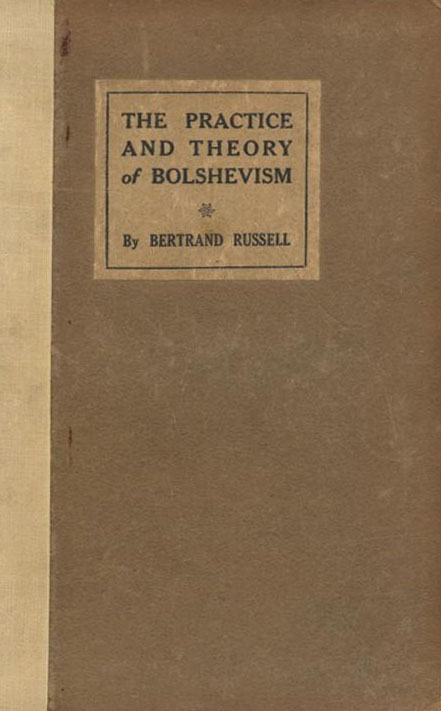 THE PRACTICE
AND THEORY
of BOLSHEVISM
By BERTRAND RUSSELL